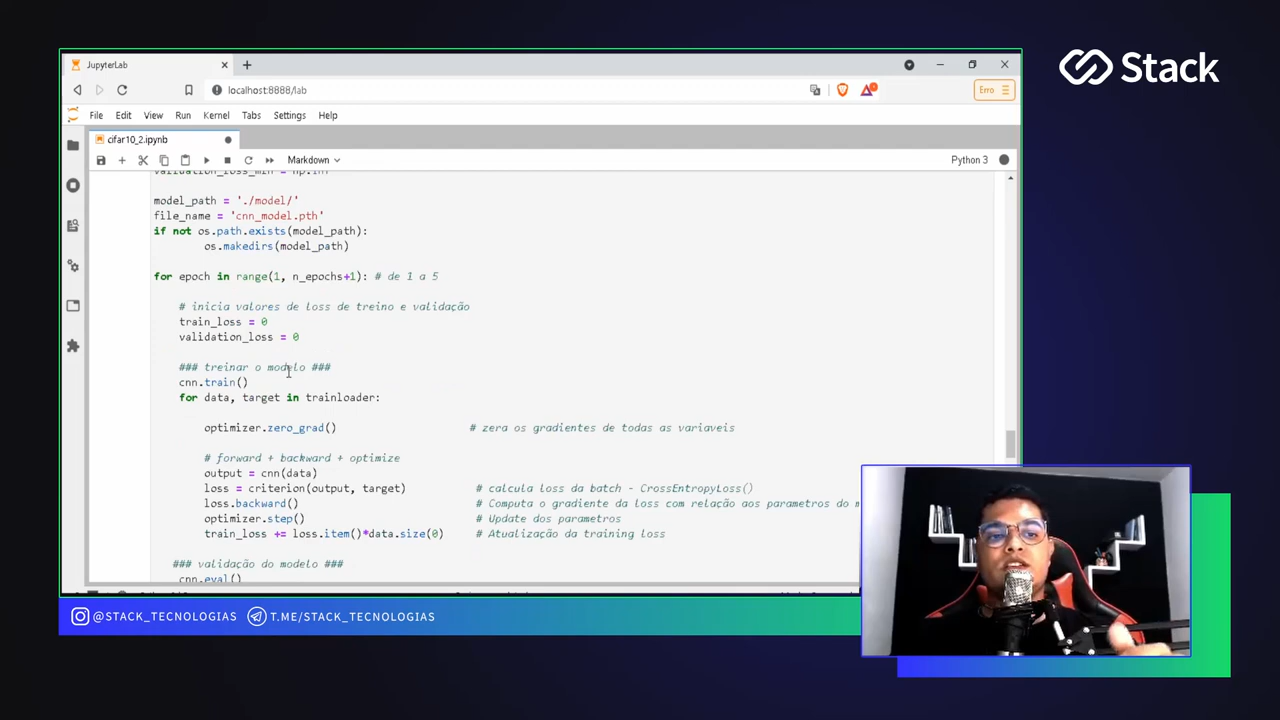 Stack
JupyterLab
localhost:8888/lab
Erro
File Edit View Run Kernel Tabs Settings Help
cifar10_2.ipynb
Markdown
Python 3
validation_loss_min = np.inf
model_path = './model/'
file_name = 'cnn_model.pth'
if not os.path.exists(model_path):
os.makedirs(model_path)
for epoch in range(1, n_epochs+1): # de 1 a 5
# inicia valores de loss de treino e validação
train_loss = 0
validation_loss = 0
### treinar o modelo ###
cnn.train()
for data, target in trainloader:
optimizer.zero_grad() # zera os gradientes de todas as variaveis
# forward + backward + optimize
output = cnn(data)
loss = criterion(output, target) # calcula loss da batch - CrossEntropyLoss()
loss.backward() # Computa o gradiente da loss com relação aos parametros do m
optimizer.step() # Update dos parametros
train_loss += loss.item()*data.size(0) # Atualização da training loss
### validação do modelo ###
cnn.eval()
@STACK_TECNOLOGIAS T.ME/STACK_TECNOLOGIAS